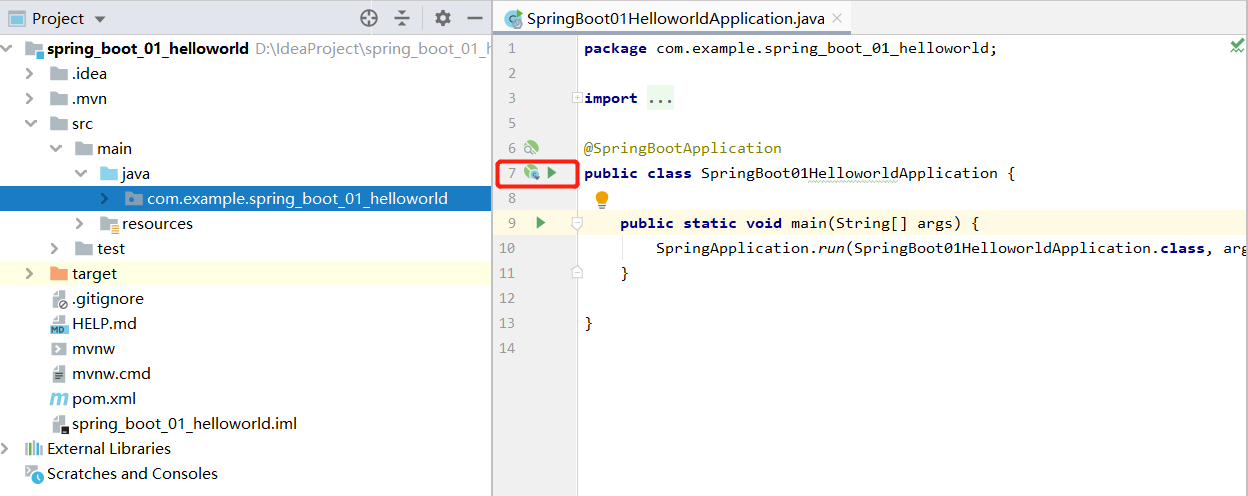 Project
spring_boot_01_helloworld D:\IdeaProject\spring_boot_01_h
.idea
.mvn
src
main
java
com.example.spring_boot_01_helloworld
resources
test
target
.gitignore
MD HELP.md
mvnw
mvnw.cmd
m pom.xml
spring_boot_01_helloworld.iml
External Libraries
Scratches and Consoles
SpringBoot01HelloworldApplication.java
1 package com.example.spring_boot_01_helloworld;
2
3 import ...
5
6 @SpringBootApplication
7 public class SpringBoot01HelloworldApplication {
8
9 public static void main(String[] args) {
10 SpringApplication.run(SpringBoot01HelloworldApplication.class, arg
11 }
12
13 }
14